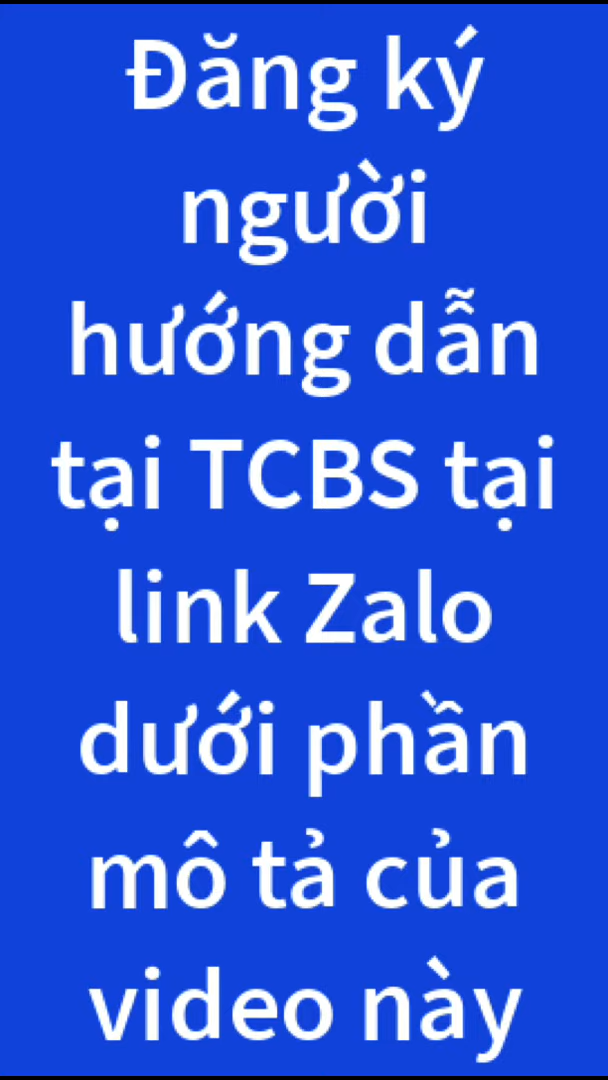 Đăng ký
người
hướng dẫn
tại TCBS tại
link Zalo
dưới phần
mô tả của
video này